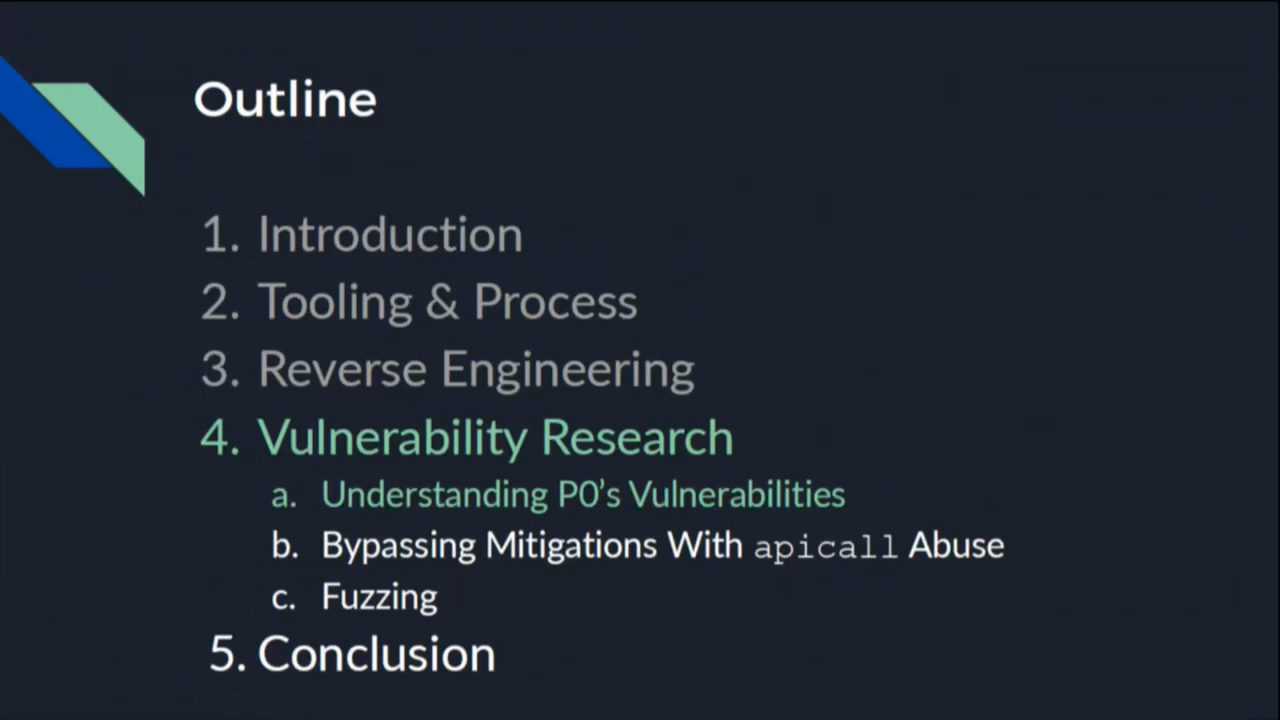 Outline
1. Introduction
2. Tooling & Process
3. Reverse Engineering
4. Vulnerability Research
a. Understanding P0's Vulnerabilities
b. Bypassing Mitigations With apicall Abuse
c. Fuzzing
5. Conclusion